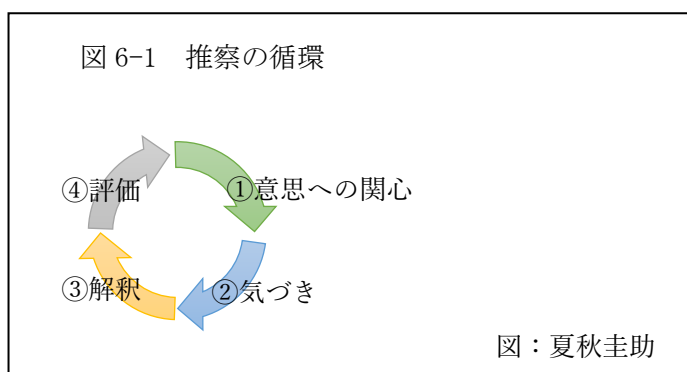 図 6-1　推察の循環
④評価
①意思への関心
③解釈
②気づき
図：夏秋圭助